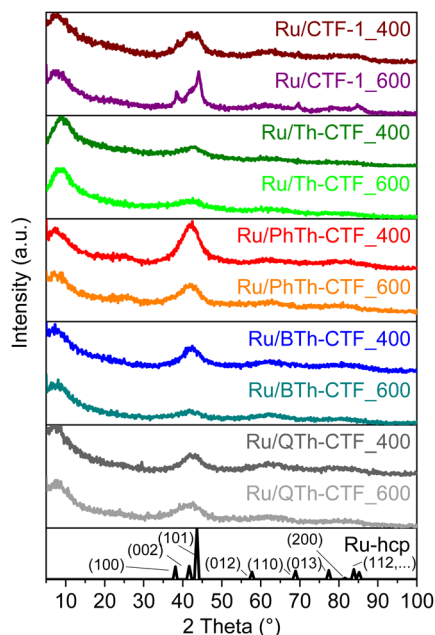 Ru/CTF-1_400
Ru/CTF-1_600
Ru/Th-CTF_400
Ru/Th-CTF_600
Ru/PhTh-CTF_400
Ru/PhTh-CTF_600
Ru/BTh-CTF_400
Ru/BTh-CTF_600
Ru/QTh-CTF_400
Ru/QTh-CTF_600
Intensity (a.u.)
Ru-hcp
(101)
(002)
(100)
(012)
(110)
(013)
(200)
(112,...)
10 20 30 40 50 60 70 80 90 100
2 Theta (°)